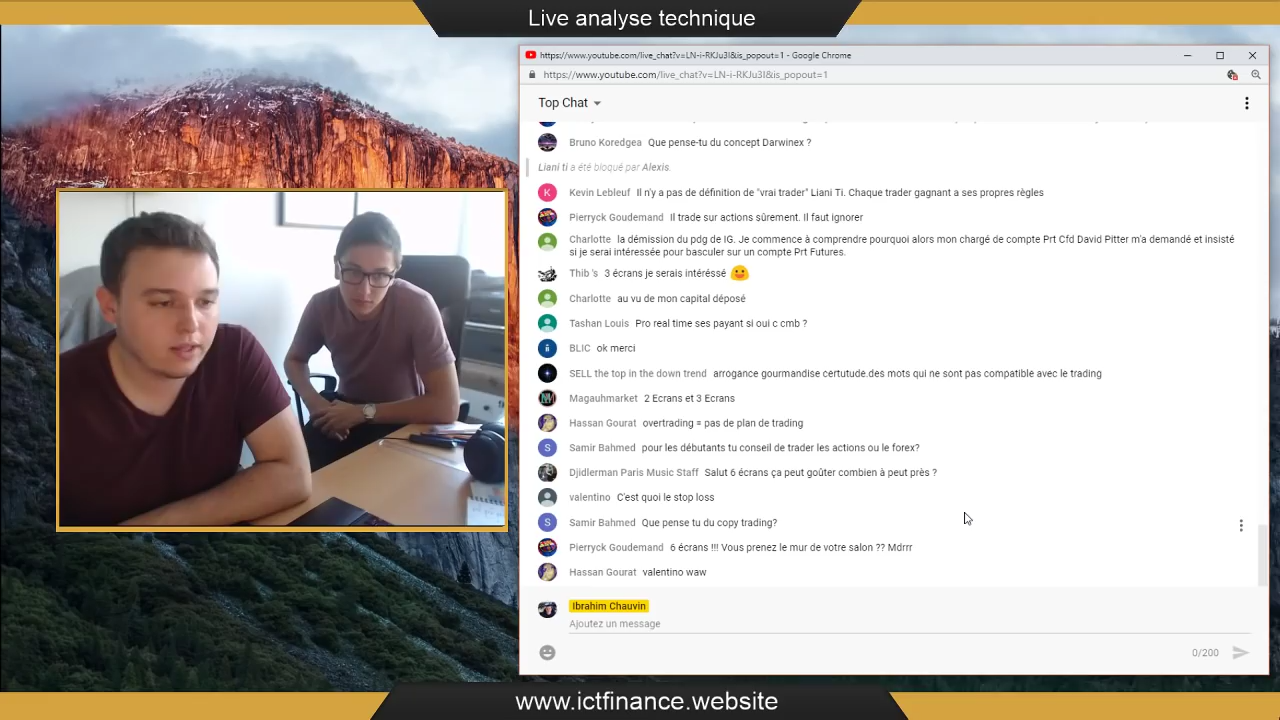 Live analyse technique
https://www.youtube.com/live_chat?v=LN-i-RKJu3I&is_popout=1 - Google Chrome
https://www.youtube.com/live_chat?v=LN-i-RKJu3I&is_popout=1
Top Chat
Bruno Koredgea Que pense-tu du concept Darwinex ?
Liani ti a été bloqué par Alexis.
K Kevin Lebleuf Il n'y a pas de définition de "vrai trader" Liani Ti. Chaque trader gagnant a ses propres règles
Pierryck Goudemand Il trade sur actions sûrement. Il faut ignorer
Charlotte la démission du pdg de IG. Je commence à comprendre pourquoi alors mon chargé de compte Prt Cfd David Pitter m'a demandé et insisté
si je serai intéressée pour basculer sur un compte Prt Futures.
Thib 's 3 écrans je serais intéréssé
Charlotte au vu de mon capital déposé
Tashan Louis Pro real time ses payant si oui c cmb ?
BLIC ok merci
SELL the top in the down trend arrogance gourmandise certutude.des mots qui ne sont pas compatible avec le trading
Magauhmarket 2 Ecrans et 3 Ecrans
Hassan Gourat overtrading = pas de plan de trading
S Samir Bahmed pour les débutants tu conseil de trader les actions ou le forex?
Djidlerman Paris Music Staff Salut 6 écrans ça peut goûter combien à peut près ?
valentino C'est quoi le stop loss
S Samir Bahmed Que pense tu du copy trading?
Pierryck Goudemand 6 écrans !!! Vous prenez le mur de votre salon ?? Mdrrr
Hassan Gourat valentino waw
Ibrahim Chauvin
Ajoutez un message
0/200
www.ictfinance.website